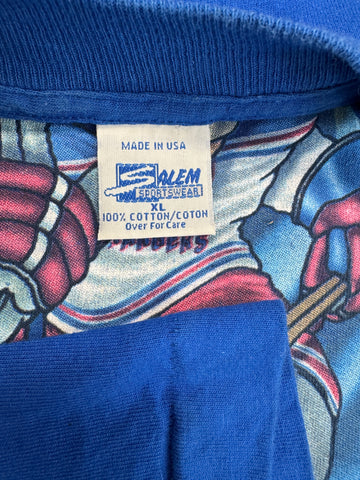 MADE IN USA
SALEM
SPORTSWEAR
XL
100% COTTON/COTON
Over For Care